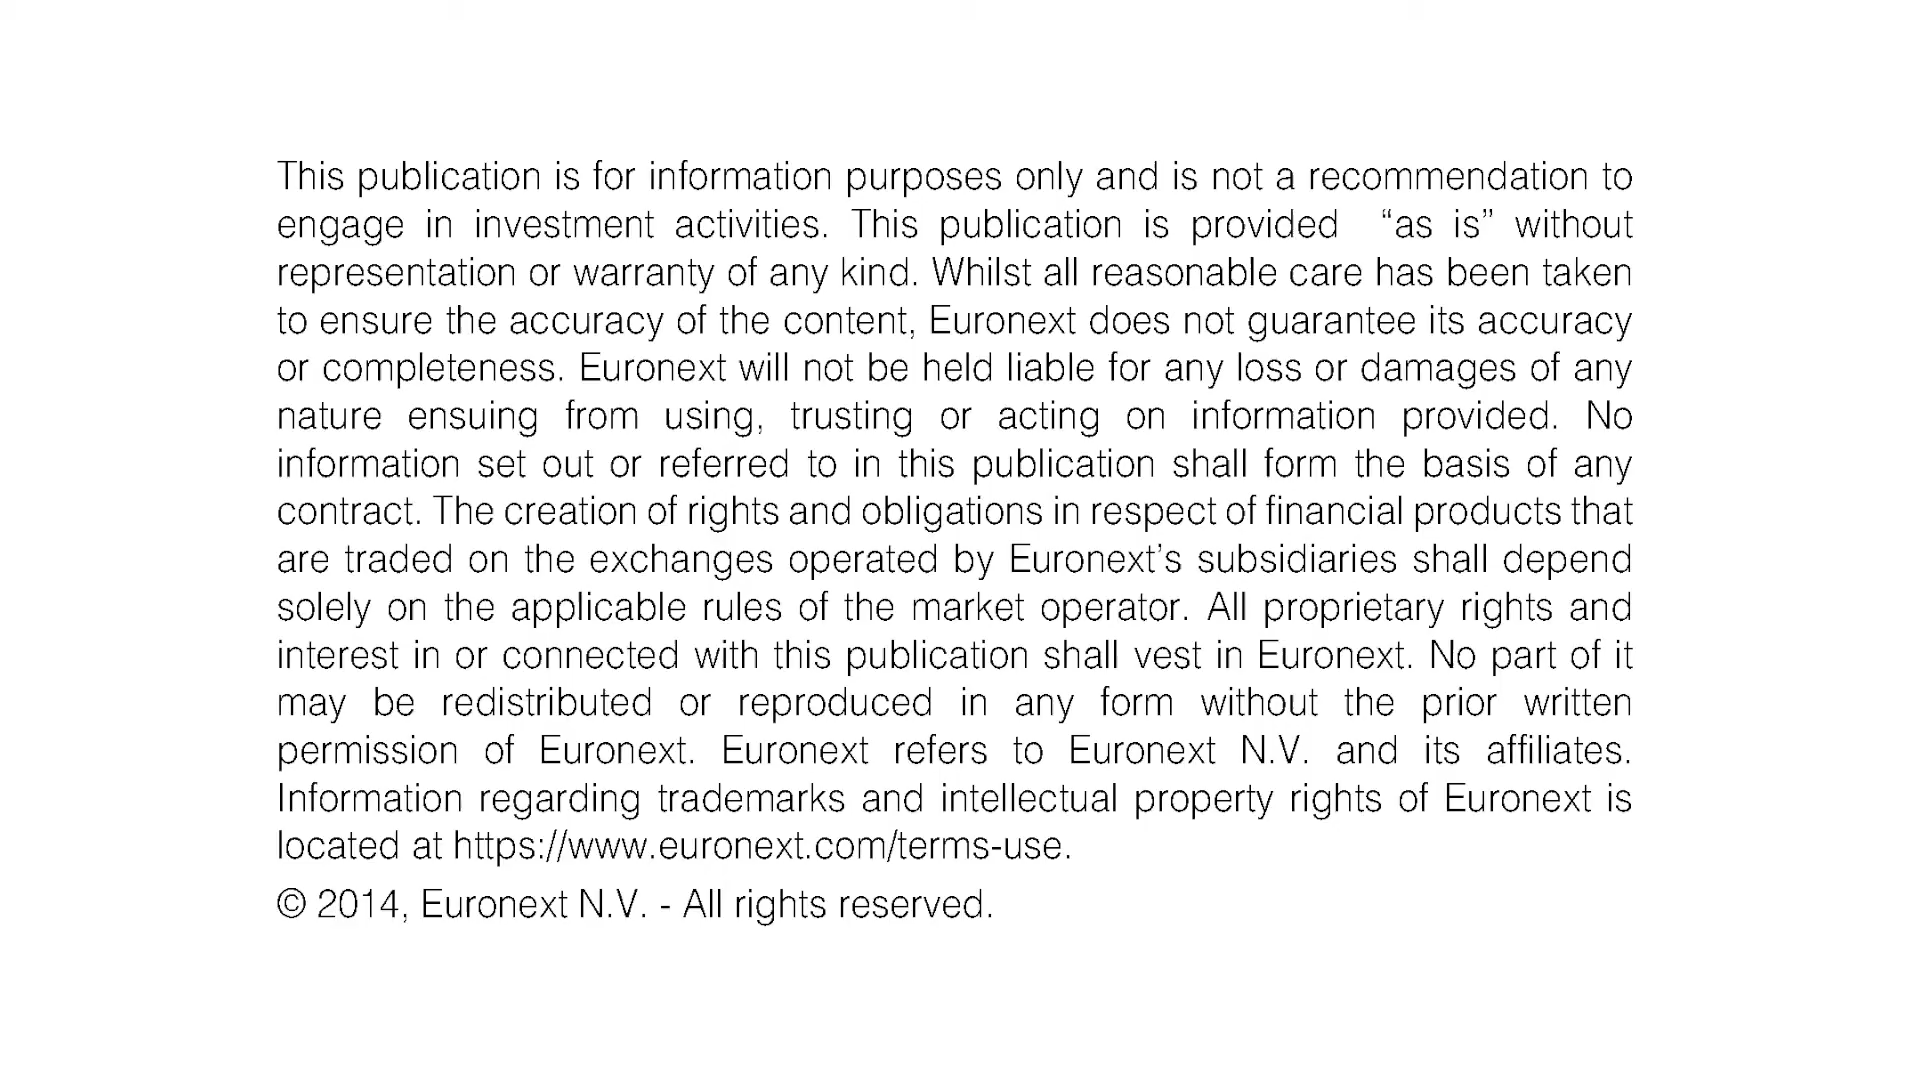 This publication is for information purposes only and is not a recommendation to
engage in investment activities. This publication is provided “as is” without
representation or warranty of any kind. Whilst all reasonable care has been taken
to ensure the accuracy of the content, Euronext does not guarantee its accuracy
or completeness. Euronext will not be held liable for any loss or damages of any
nature ensuing from using, trusting or acting on information provided. No
information set out or referred to in this publication shall form the basis of any
contract. The creation of rights and obligations in respect of financial products that
are traded on the exchanges operated by Euronext’s subsidiaries shall depend
solely on the applicable rules of the market operator. All proprietary rights and
interest in or connected with this publication shall vest in Euronext. No part of it
may be redistributed or reproduced in any form without the prior written
permission of Euronext. Euronext refers to Euronext N.V. and its affiliates.
Information regarding trademarks and intellectual property rights of Euronext is
located at https://www.euronext.com/terms-use.
© 2014, Euronext N.V. - All rights reserved.